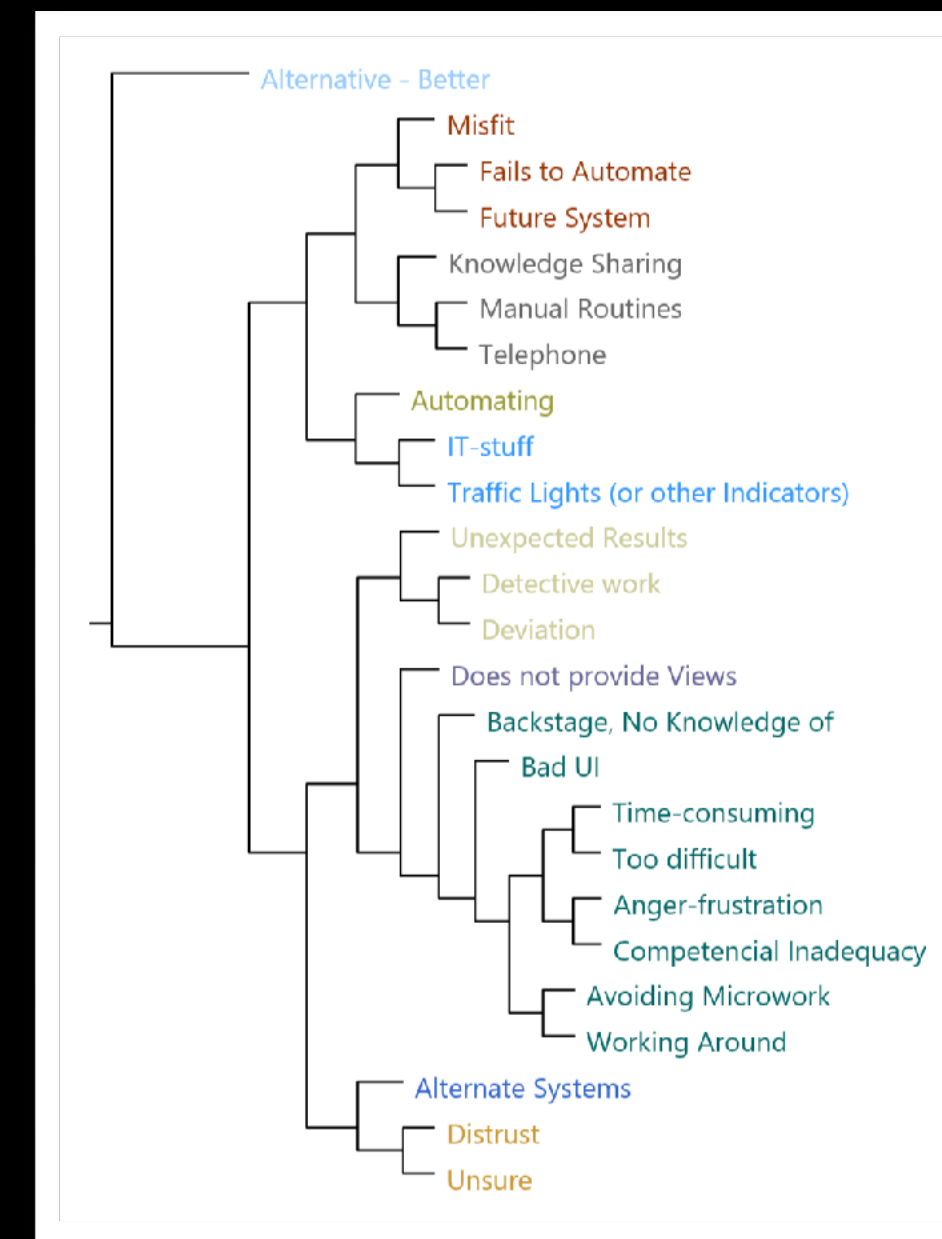 Alternative - Better
Misfit
Fails to Automate
Future System
Knowledge Sharing
Manual Routines
Telephone
Automating
IT-stuff
Traffic Lights (or other Indicators)
Unexpected Results
Detective work
Deviation
Does not provide Views
Backstage, No Knowledge of
Bad UI
Time-consuming
Too difficult
Anger-frustration
Competencial Inadequacy
Avoiding Microwork
Working Around
Alternate Systems
Distrust
Unsure